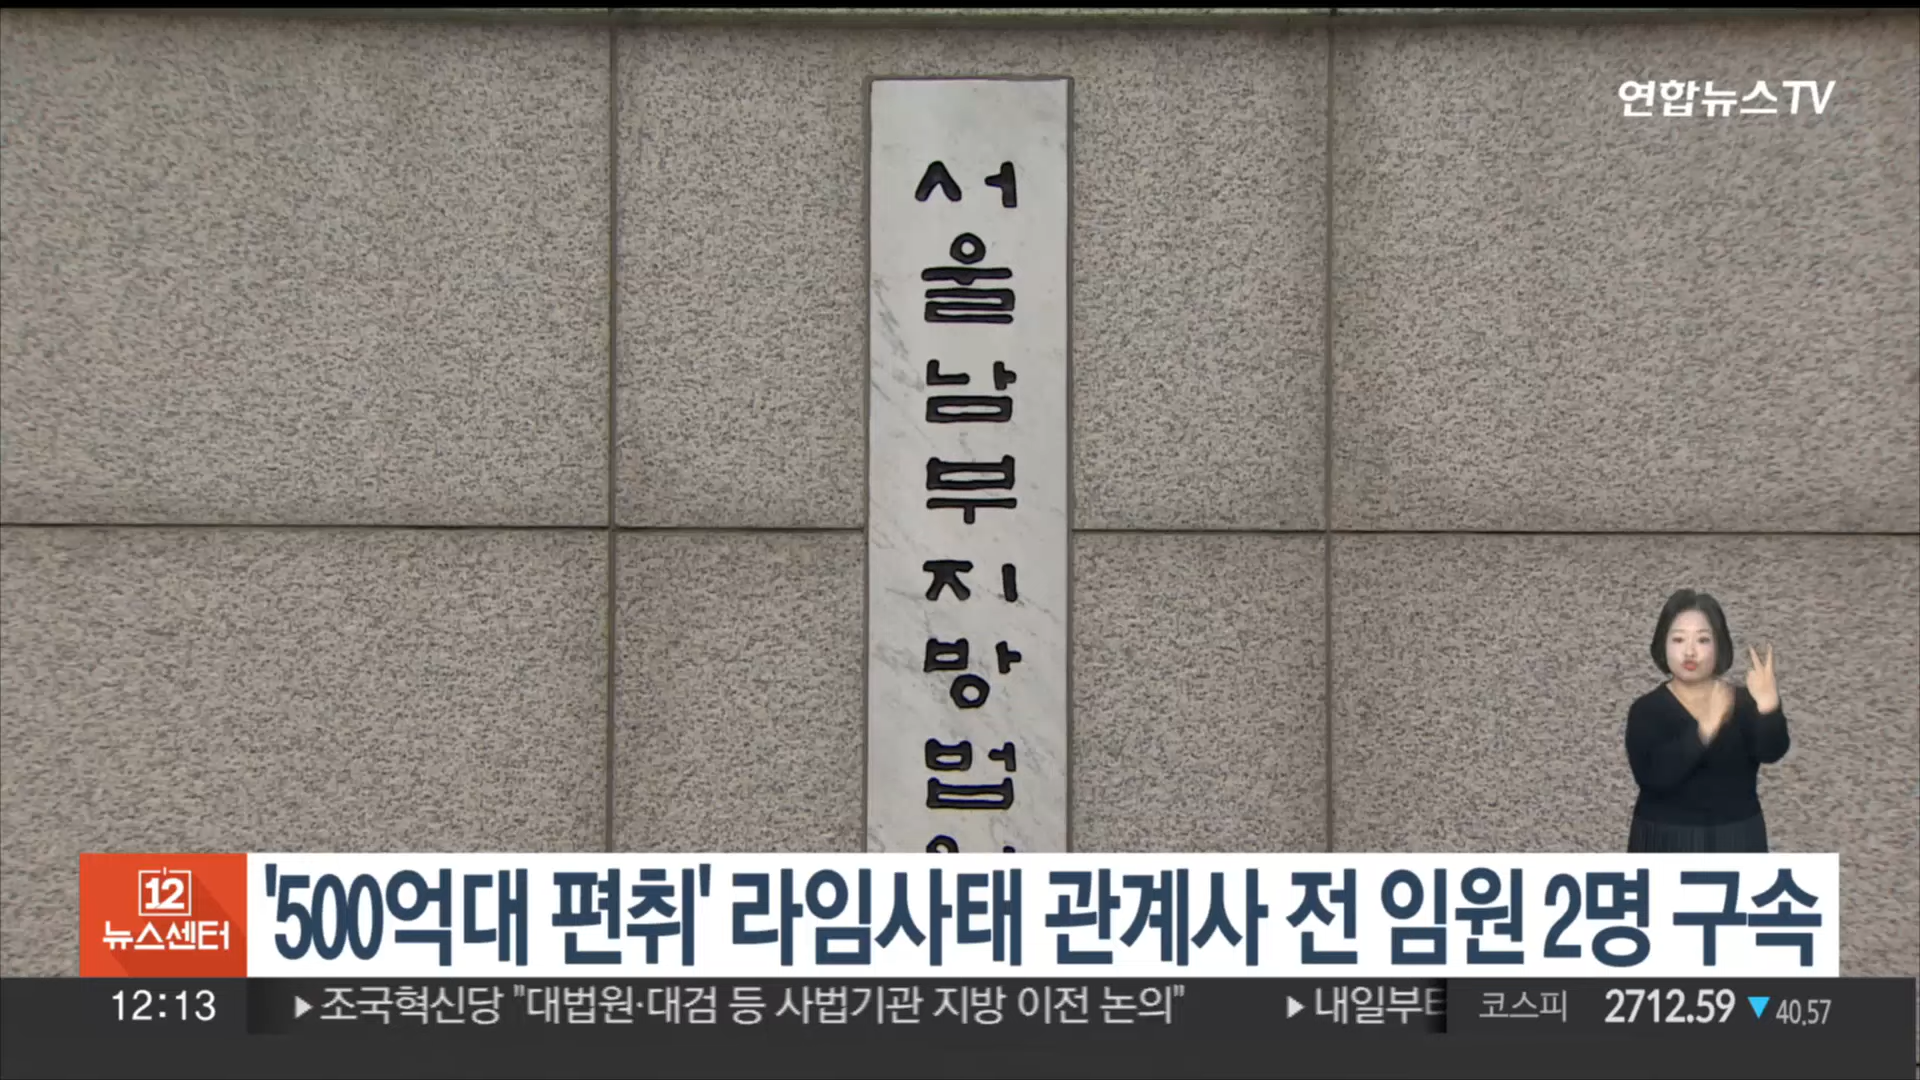 연합뉴스TV
서울남부지방법
12
뉴스센터
'500억대 편취' 라임사태 관계사 전 임원 2명 구속
12:13
▶조국혁신당 "대법원·대검 등 사법기관 지방 이전 논의"
▶내일부터
코스피 2712.59 ▼ 40.57